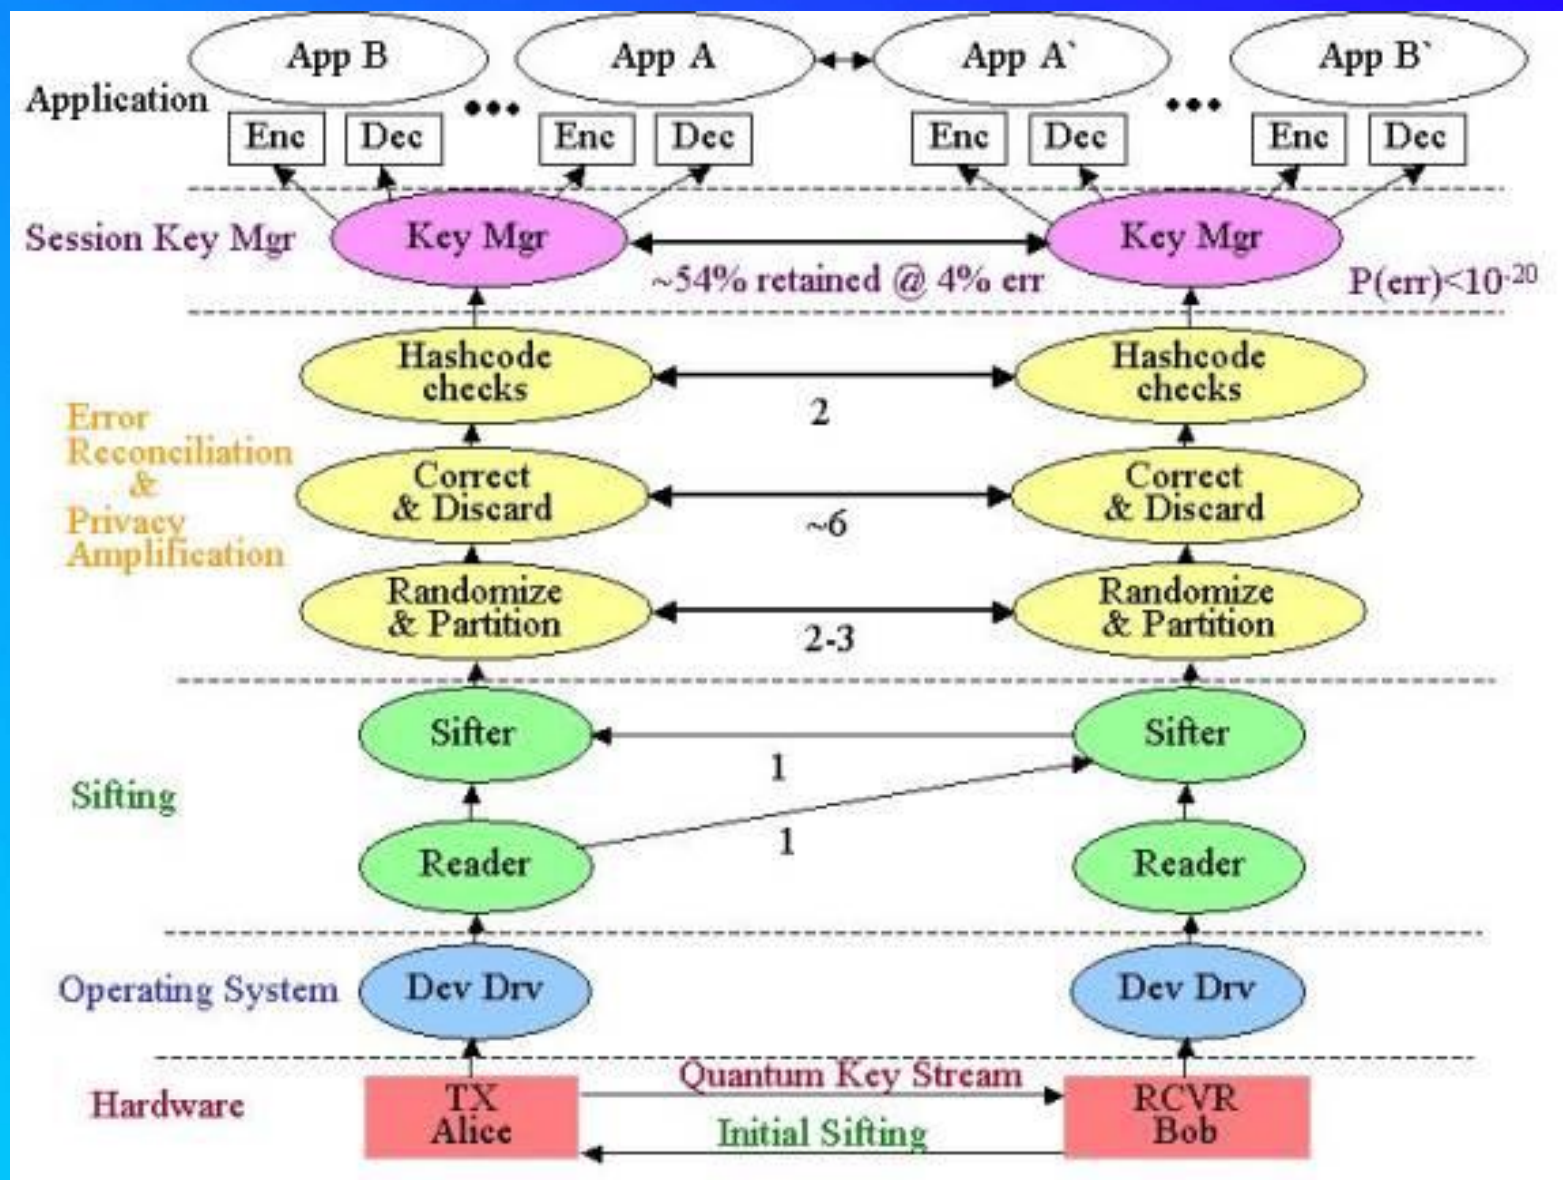 App B
App A
App A`
App B`
Application
•••
•••
Enc
Dec
Enc
Dec
Enc
Dec
Enc
Dec
Session Key Mgr
Key Mgr
Key Mgr
~54% retained @ 4% err
P(err)<10-20
Error
Reconciliation
&
Privacy
Amplification
Hashcode
checks
2
Hashcode
checks
Correct
& Discard
~6
Correct
& Discard
Randomize
& Partition
2-3
Randomize
& Partition
Sifting
Sifter
1
Sifter
Reader
1
Reader
Operating System
Dev Drv
Dev Drv
Hardware
TX
Alice
Quantum Key Stream
Initial Sifting
RCVR
Bob